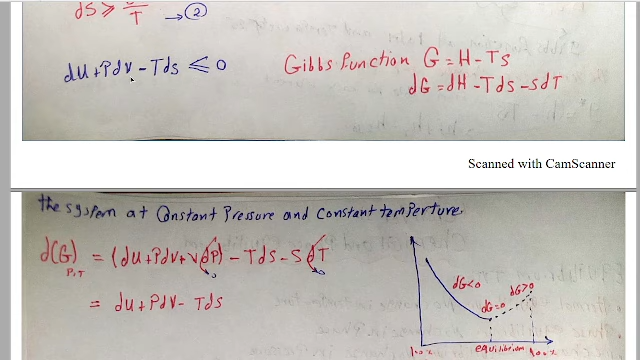 dS ≥ T → ②
du + Pdv - Tds ≤ 0
Gibbs Function G = H - Ts
dG = dH - Tds - SdT
Scanned with CamScanner
the system at Constant Pressure and constant temperture.
d(G)P,T = (du + Pdv + vdP) - Tds - SdT
= du + Pdv - Tds
dG<0
dG=0
dG>0
equilibrium